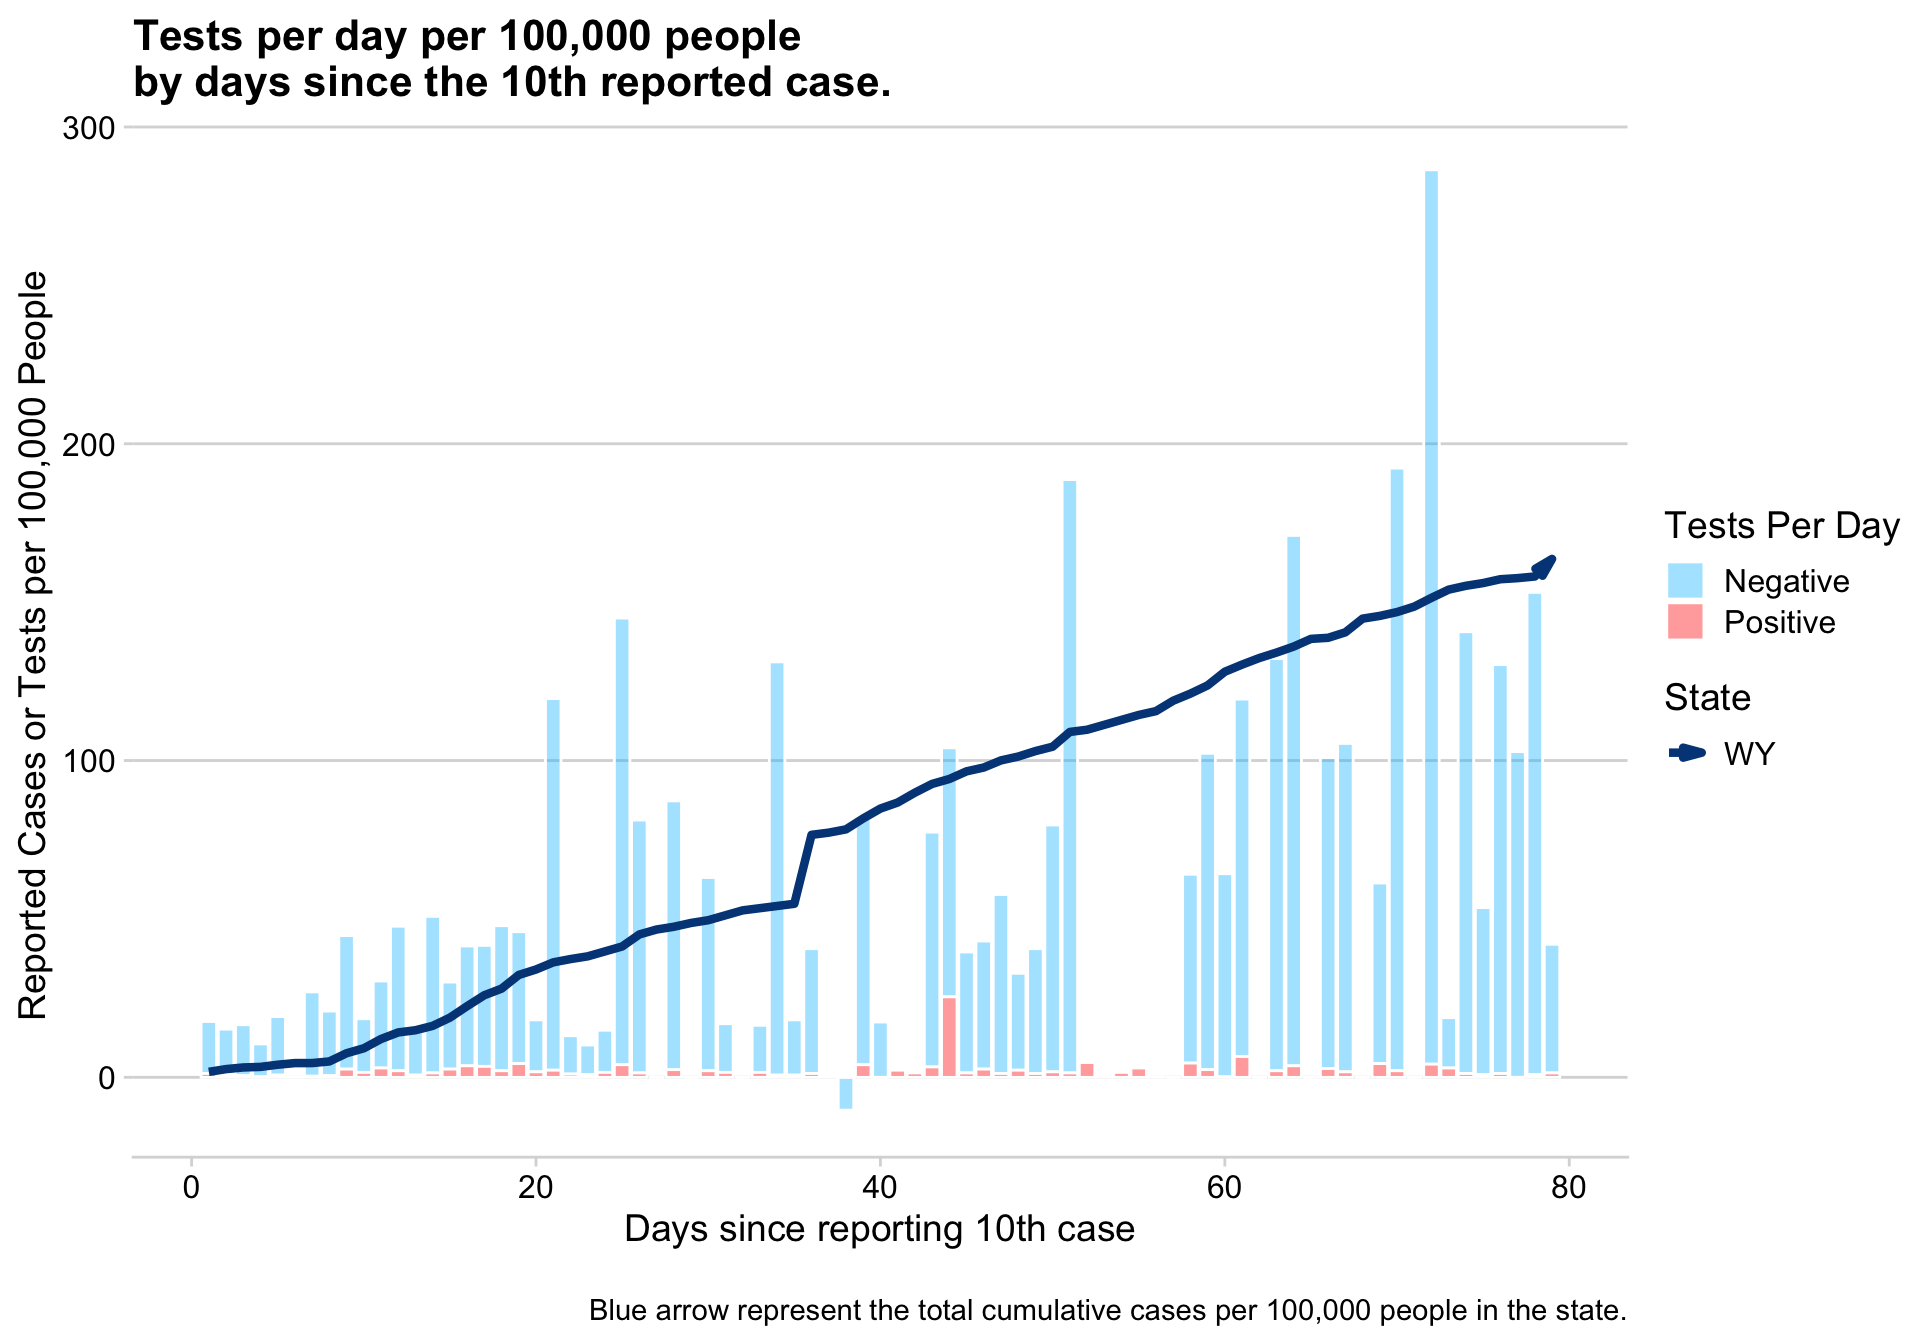 Tests per day per 100,000 people
by days since the 10th reported case.
300
200
100
0
Reported Cases or Tests per 100,000 People
0
20
40
60
80
Days since reporting 10th case
Tests Per Day
Negative
Positive
State
WY
Blue arrow represent the total cumulative cases per 100,000 people in the state.